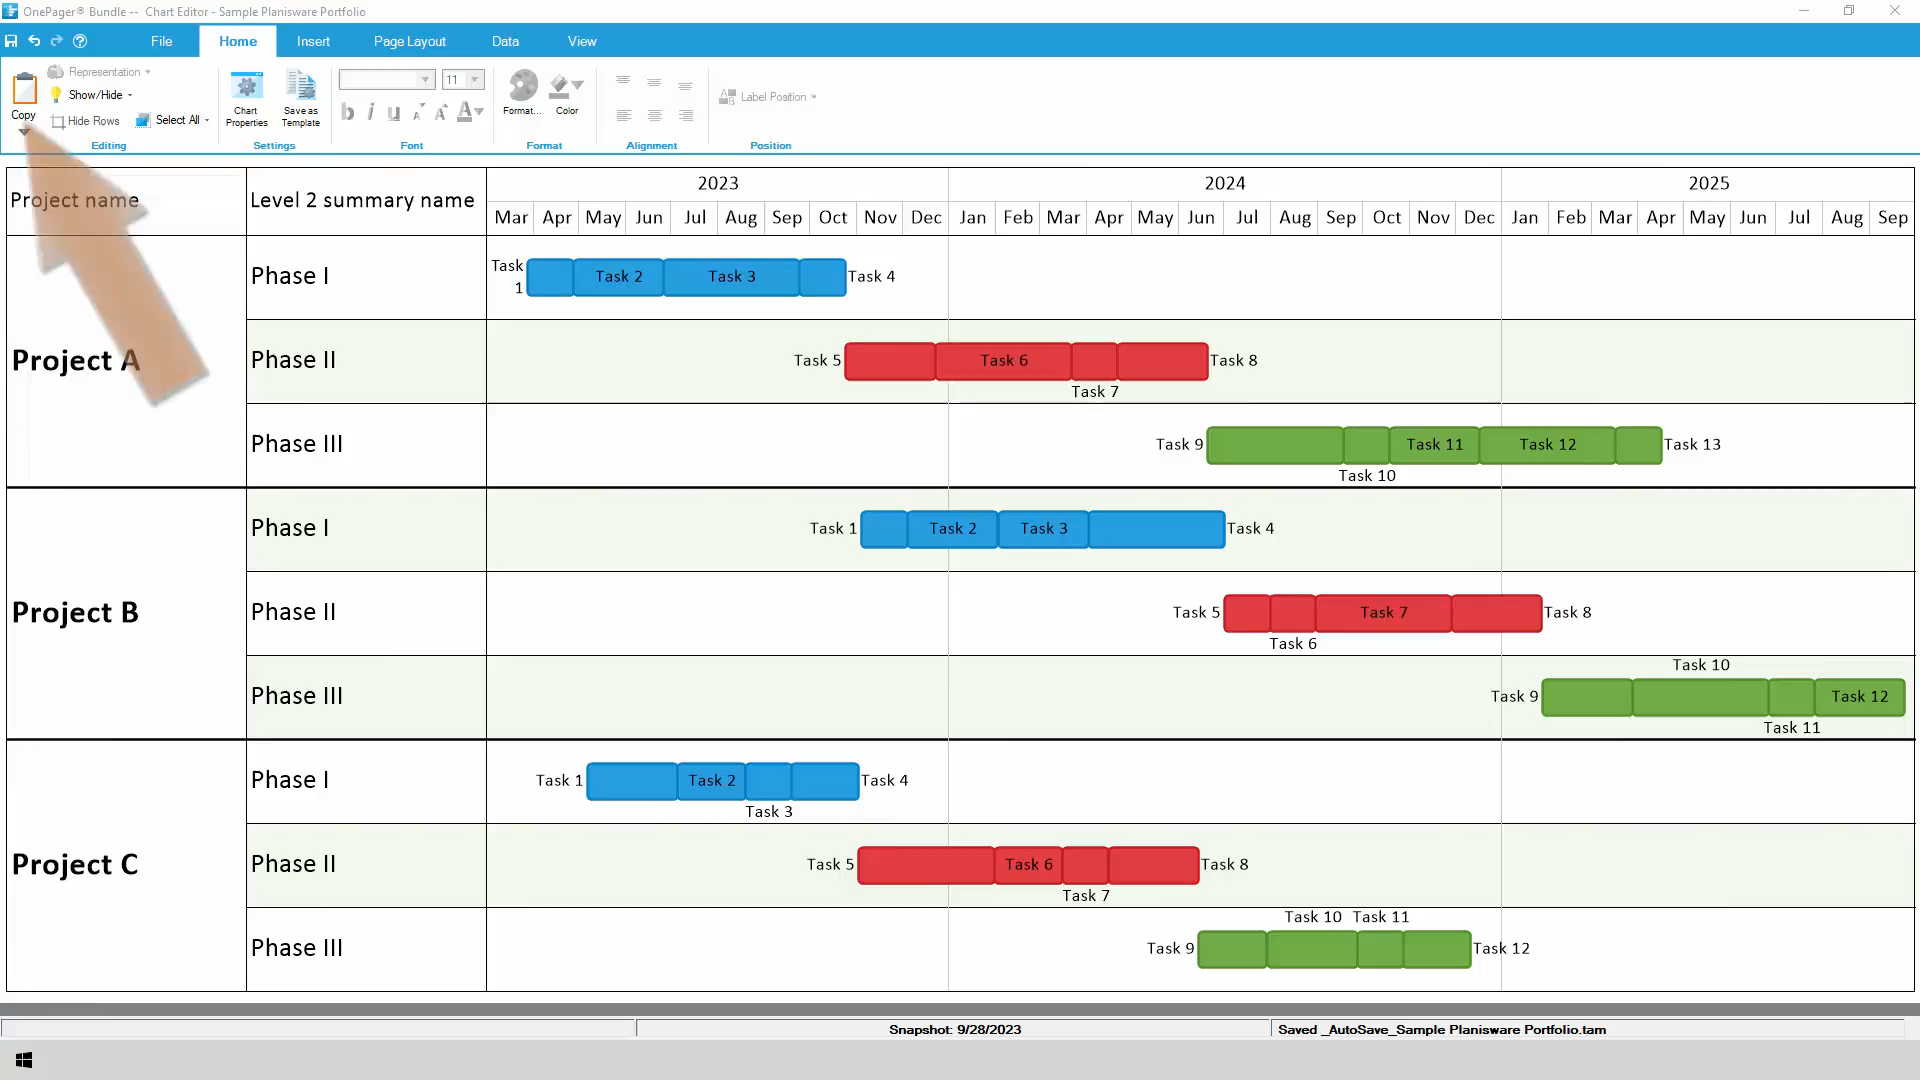 OnePager® Bundle -- Chart Editor - Sample Planisware Portfolio
File Home Insert Page Layout Data View
Copy
Representation
Show/Hide
Hide Rows
Select All
Editing
Chart
Properties
Save as
Template
Settings
11
b i u A A A
Font
Format...
Color
Format
Alignment
Label Position
Position
Project name
Level 2 summary name
2023 2024 2025
Mar Apr May Jun Jul Aug Sep Oct Nov Dec Jan Feb Mar Apr May Jun Jul Aug Sep Oct Nov Dec Jan Feb Mar Apr May Jun Jul Aug Sep
Project A
Phase I
Task
1
Task 2 Task 3 Task 4
Phase II
Task 5 Task 6 Task 8
Task 7
Phase III
Task 9 Task 11 Task 12 Task 13
Task 10
Project B
Phase I
Task 1 Task 2 Task 3 Task 4
Phase II
Task 5 Task 7 Task 8
Task 6
Phase III
Task 10
Task 9 Task 12
Task 11
Project C
Phase I
Task 1 Task 2 Task 4
Task 3
Phase II
Task 5 Task 6 Task 8
Task 7
Phase III
Task 10 Task 11
Task 9 Task 12
Snapshot: 9/28/2023
Saved _AutoSave_Sample Planisware Portfolio.tam